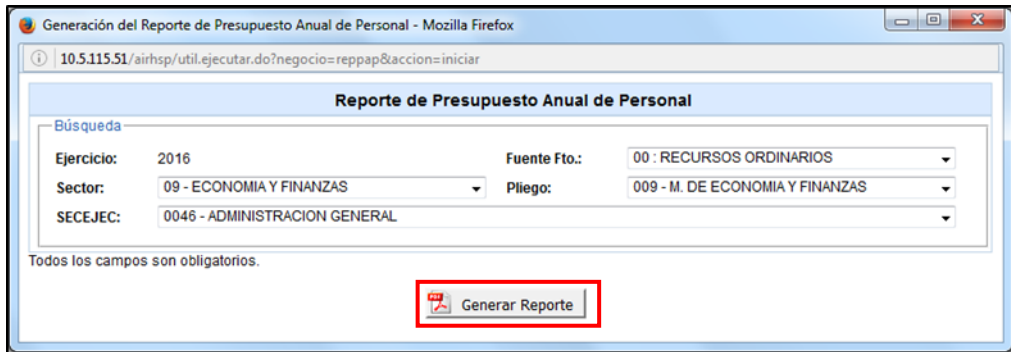 Generación del Reporte de Presupuesto Anual de Personal - Mozilla Firefox
10.5.115.51/airhsp/util.ejecutar.do?negocio=reppap&accion=iniciar
Reporte de Presupuesto Anual de Personal
Búsqueda
Ejercicio: 2016 Fuente Fto.: 00 : RECURSOS ORDINARIOS
Sector: 09 - ECONOMIA Y FINANZAS Pliego: 009 - M. DE ECONOMIA Y FINANZAS
SECEJEC: 0046 - ADMINISTRACION GENERAL
Todos los campos son obligatorios.
PDF Generar Reporte